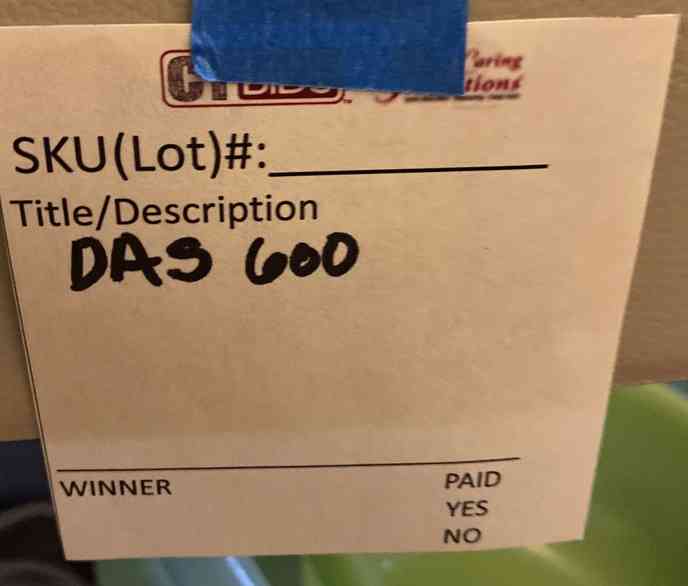 SKU(Lot)#:
Title/Description
DAS 600
WINNER PAID
YES
NO